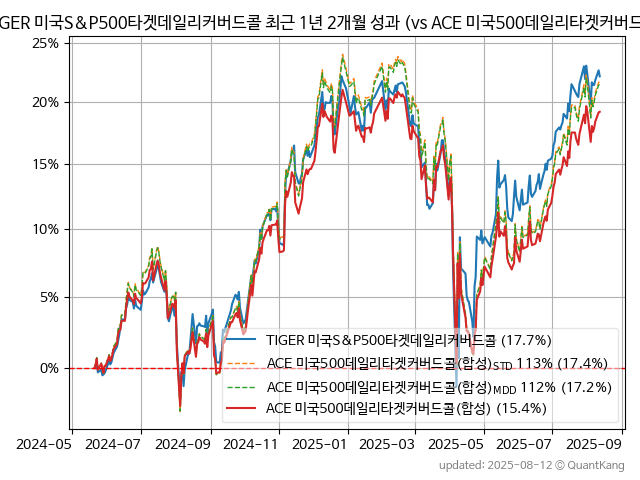 IGER 미국S&P500타겟데일리커버드콜 최근 1년 2개월 성과 (vs ACE 미국500데일리타겟커버드
25%
20%
15%
10%
5%
0%
TIGER 미국S&P500타겟데일리커버드콜 (17.7%)
ACE 미국500데일리타겟커버드콜(합성)STD 113% (17.4%)
ACE 미국500데일리타겟커버드콜(합성)MDD 112% (17.2%)
ACE 미국500데일리타겟커버드콜(합성) (15.4%)
2024-05 2024-07 2024-09 2024-11 2025-01 2025-03 2025-05 2025-07 2025-09
updated: 2025-08-12 © QuantKang